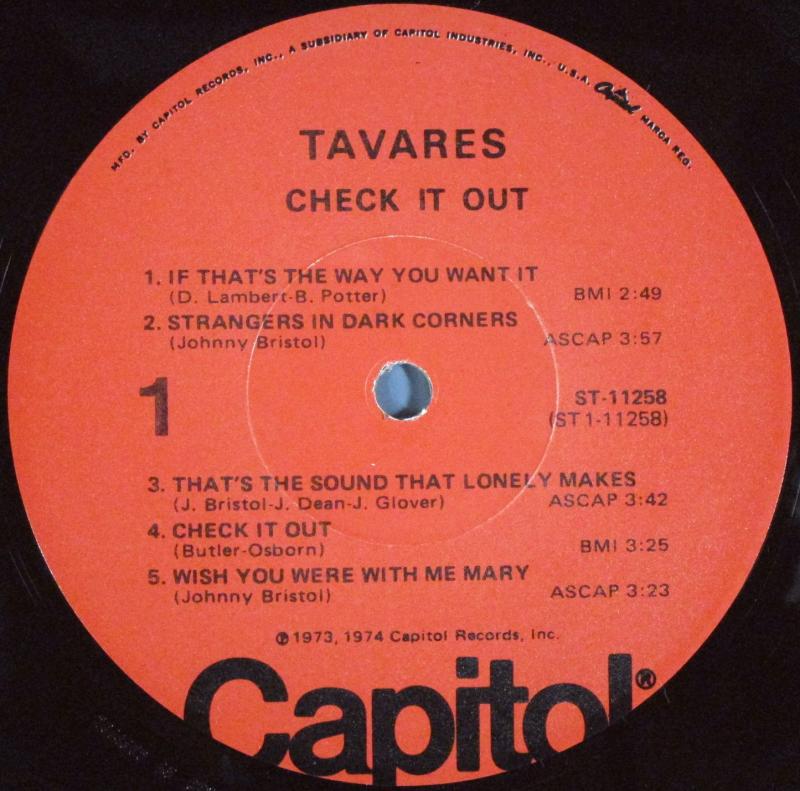 MFD. BY CAPITOL RECORDS, INC., A SUBSIDIARY OF CAPITOL INDUSTRIES, INC., U.S.A. Capitol MARCA REG.
TAVARES
CHECK IT OUT
1. IF THAT'S THE WAY YOU WANT IT
(D. Lambert-B. Potter) BMI 2:49
2. STRANGERS IN DARK CORNERS
(Johnny Bristol) ASCAP 3:57
1 ST-11258
(ST1-11258)
3. THAT'S THE SOUND THAT LONELY MAKES
(J. Bristol-J. Dean-J. Glover) ASCAP 3:42
4. CHECK IT OUT
(Butler-Osborn) BMI 3:25
5. WISH YOU WERE WITH ME MARY
(Johnny Bristol) ASCAP 3:23
℗ 1973, 1974 Capitol Records, Inc.
Capitol®